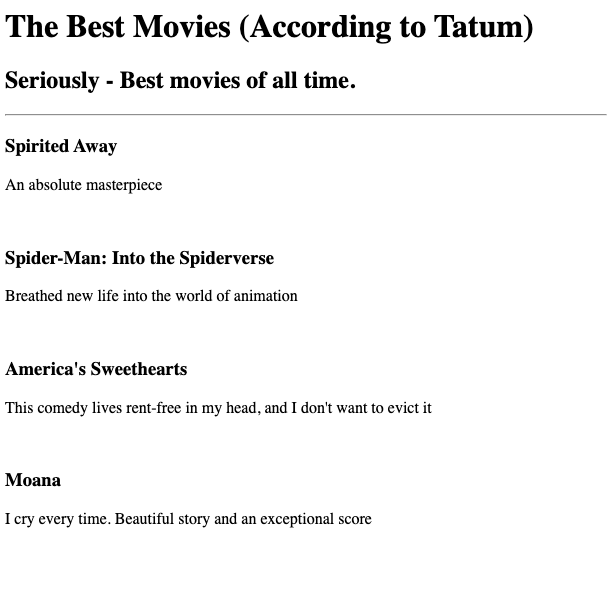 The Best Movies (According to Tatum)
Seriously - Best movies of all time.
Spirited Away
An absolute masterpiece
Spider-Man: Into the Spiderverse
Breathed new life into the world of animation
America's Sweethearts
This comedy lives rent-free in my head, and I don't want to evict it
Moana
I cry every time. Beautiful story and an exceptional score